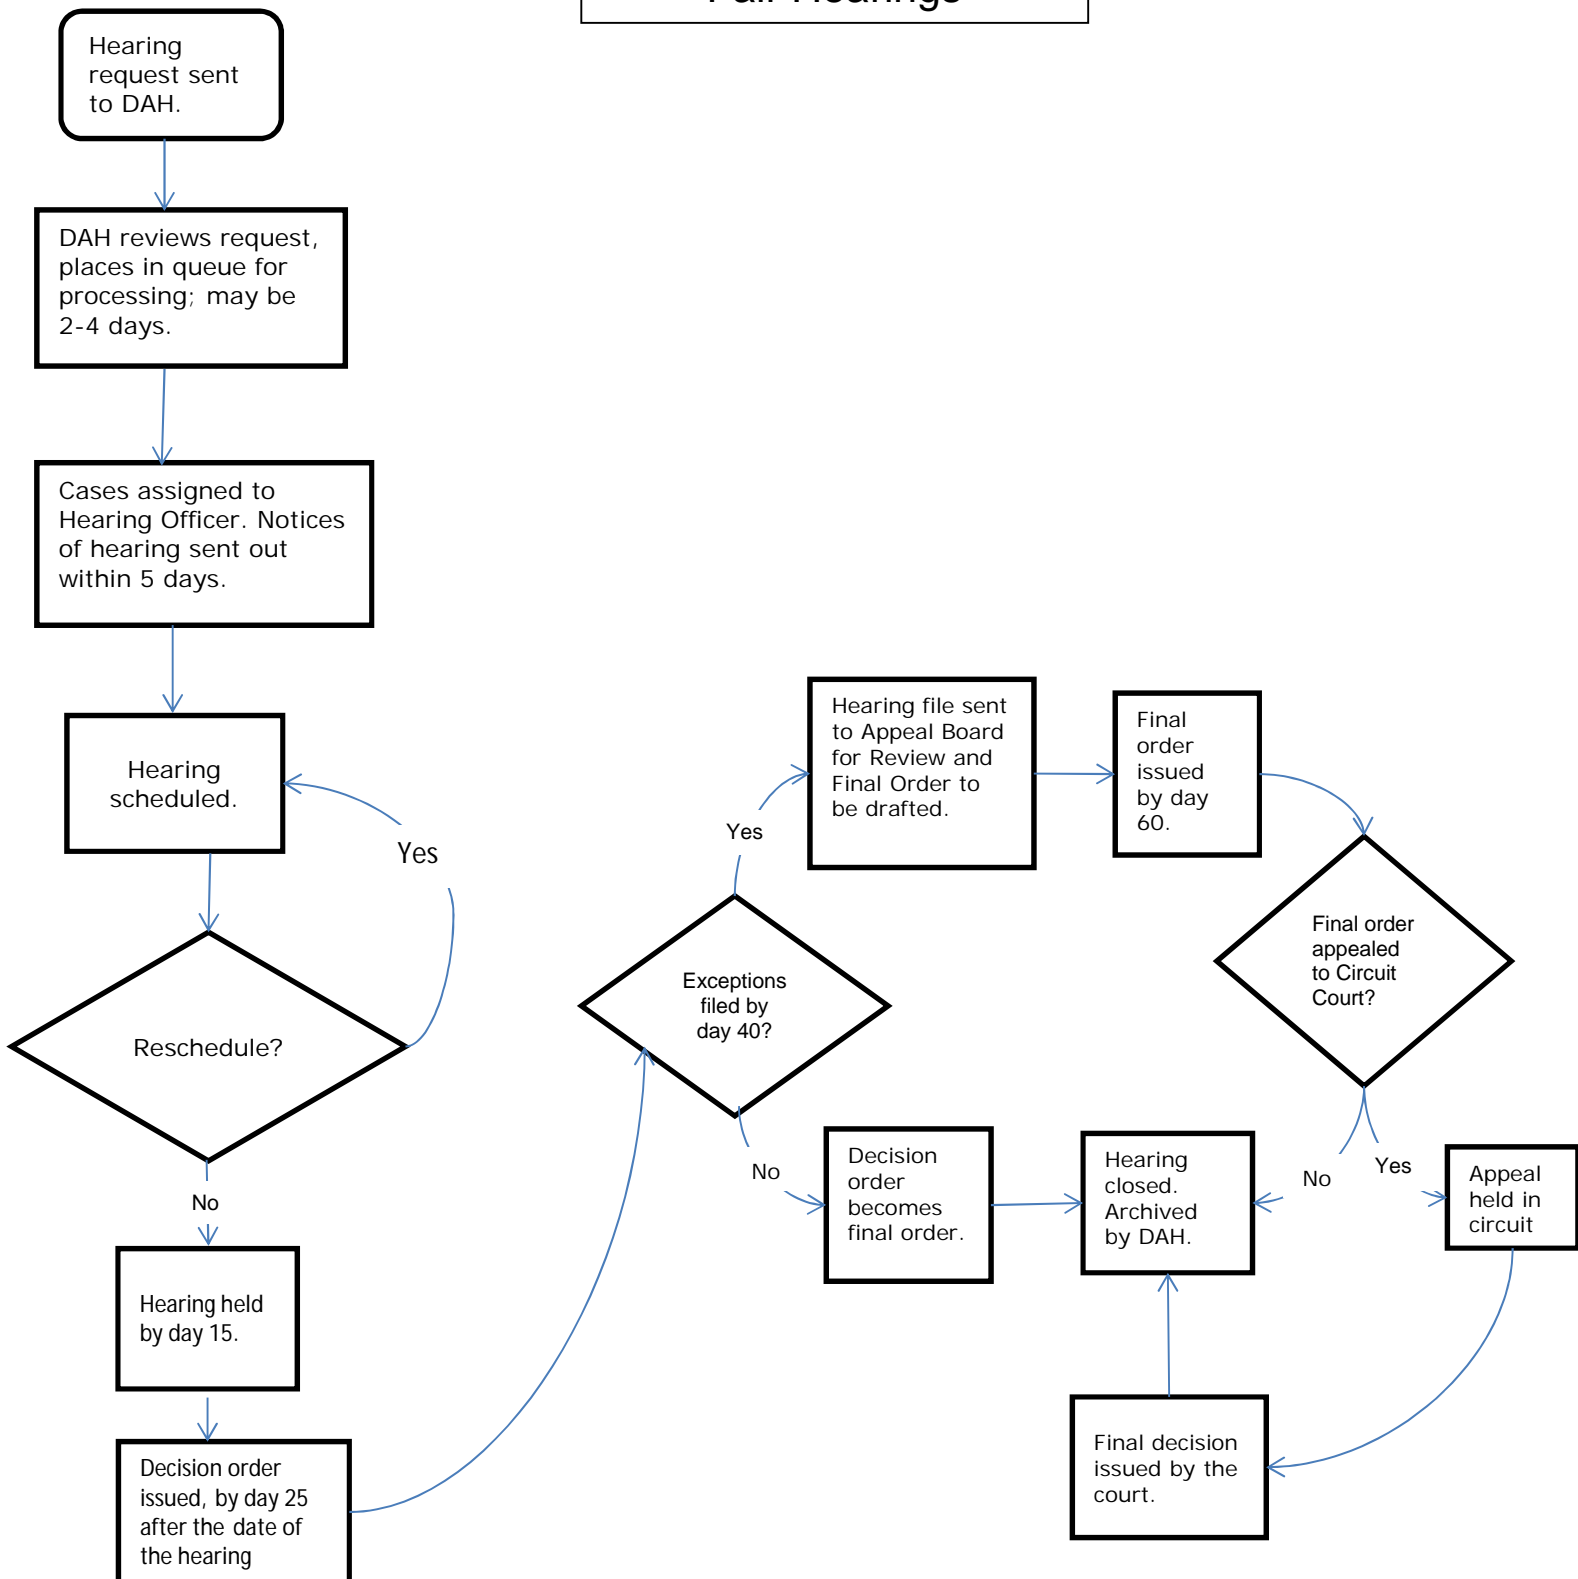 Hearings
Hearing
request sent
to DAH.
DAH reviews request,
places in queue for
processing; may be
2-4 days.
Cases assigned to
Hearing Officer. Notices
of hearing sent out
within 5 days.
Hearing
scheduled.
Yes
Reschedule?
No
Hearing held
by day 15.
Decision order
issued, by day 25
after the date of
the hearing
Exceptions
filed by
day 40?
Yes
Hearing file sent
to Appeal Board
for Review and
Final Order to
be drafted.
Final
order
issued
by day
60.
Final order
appealed
to Circuit
Court?
No
Decision
order
becomes
final order.
Hearing
closed.
Archived
by DAH.
No
Yes
Appeal
held in
circuit
Final decision
issued by the
court.